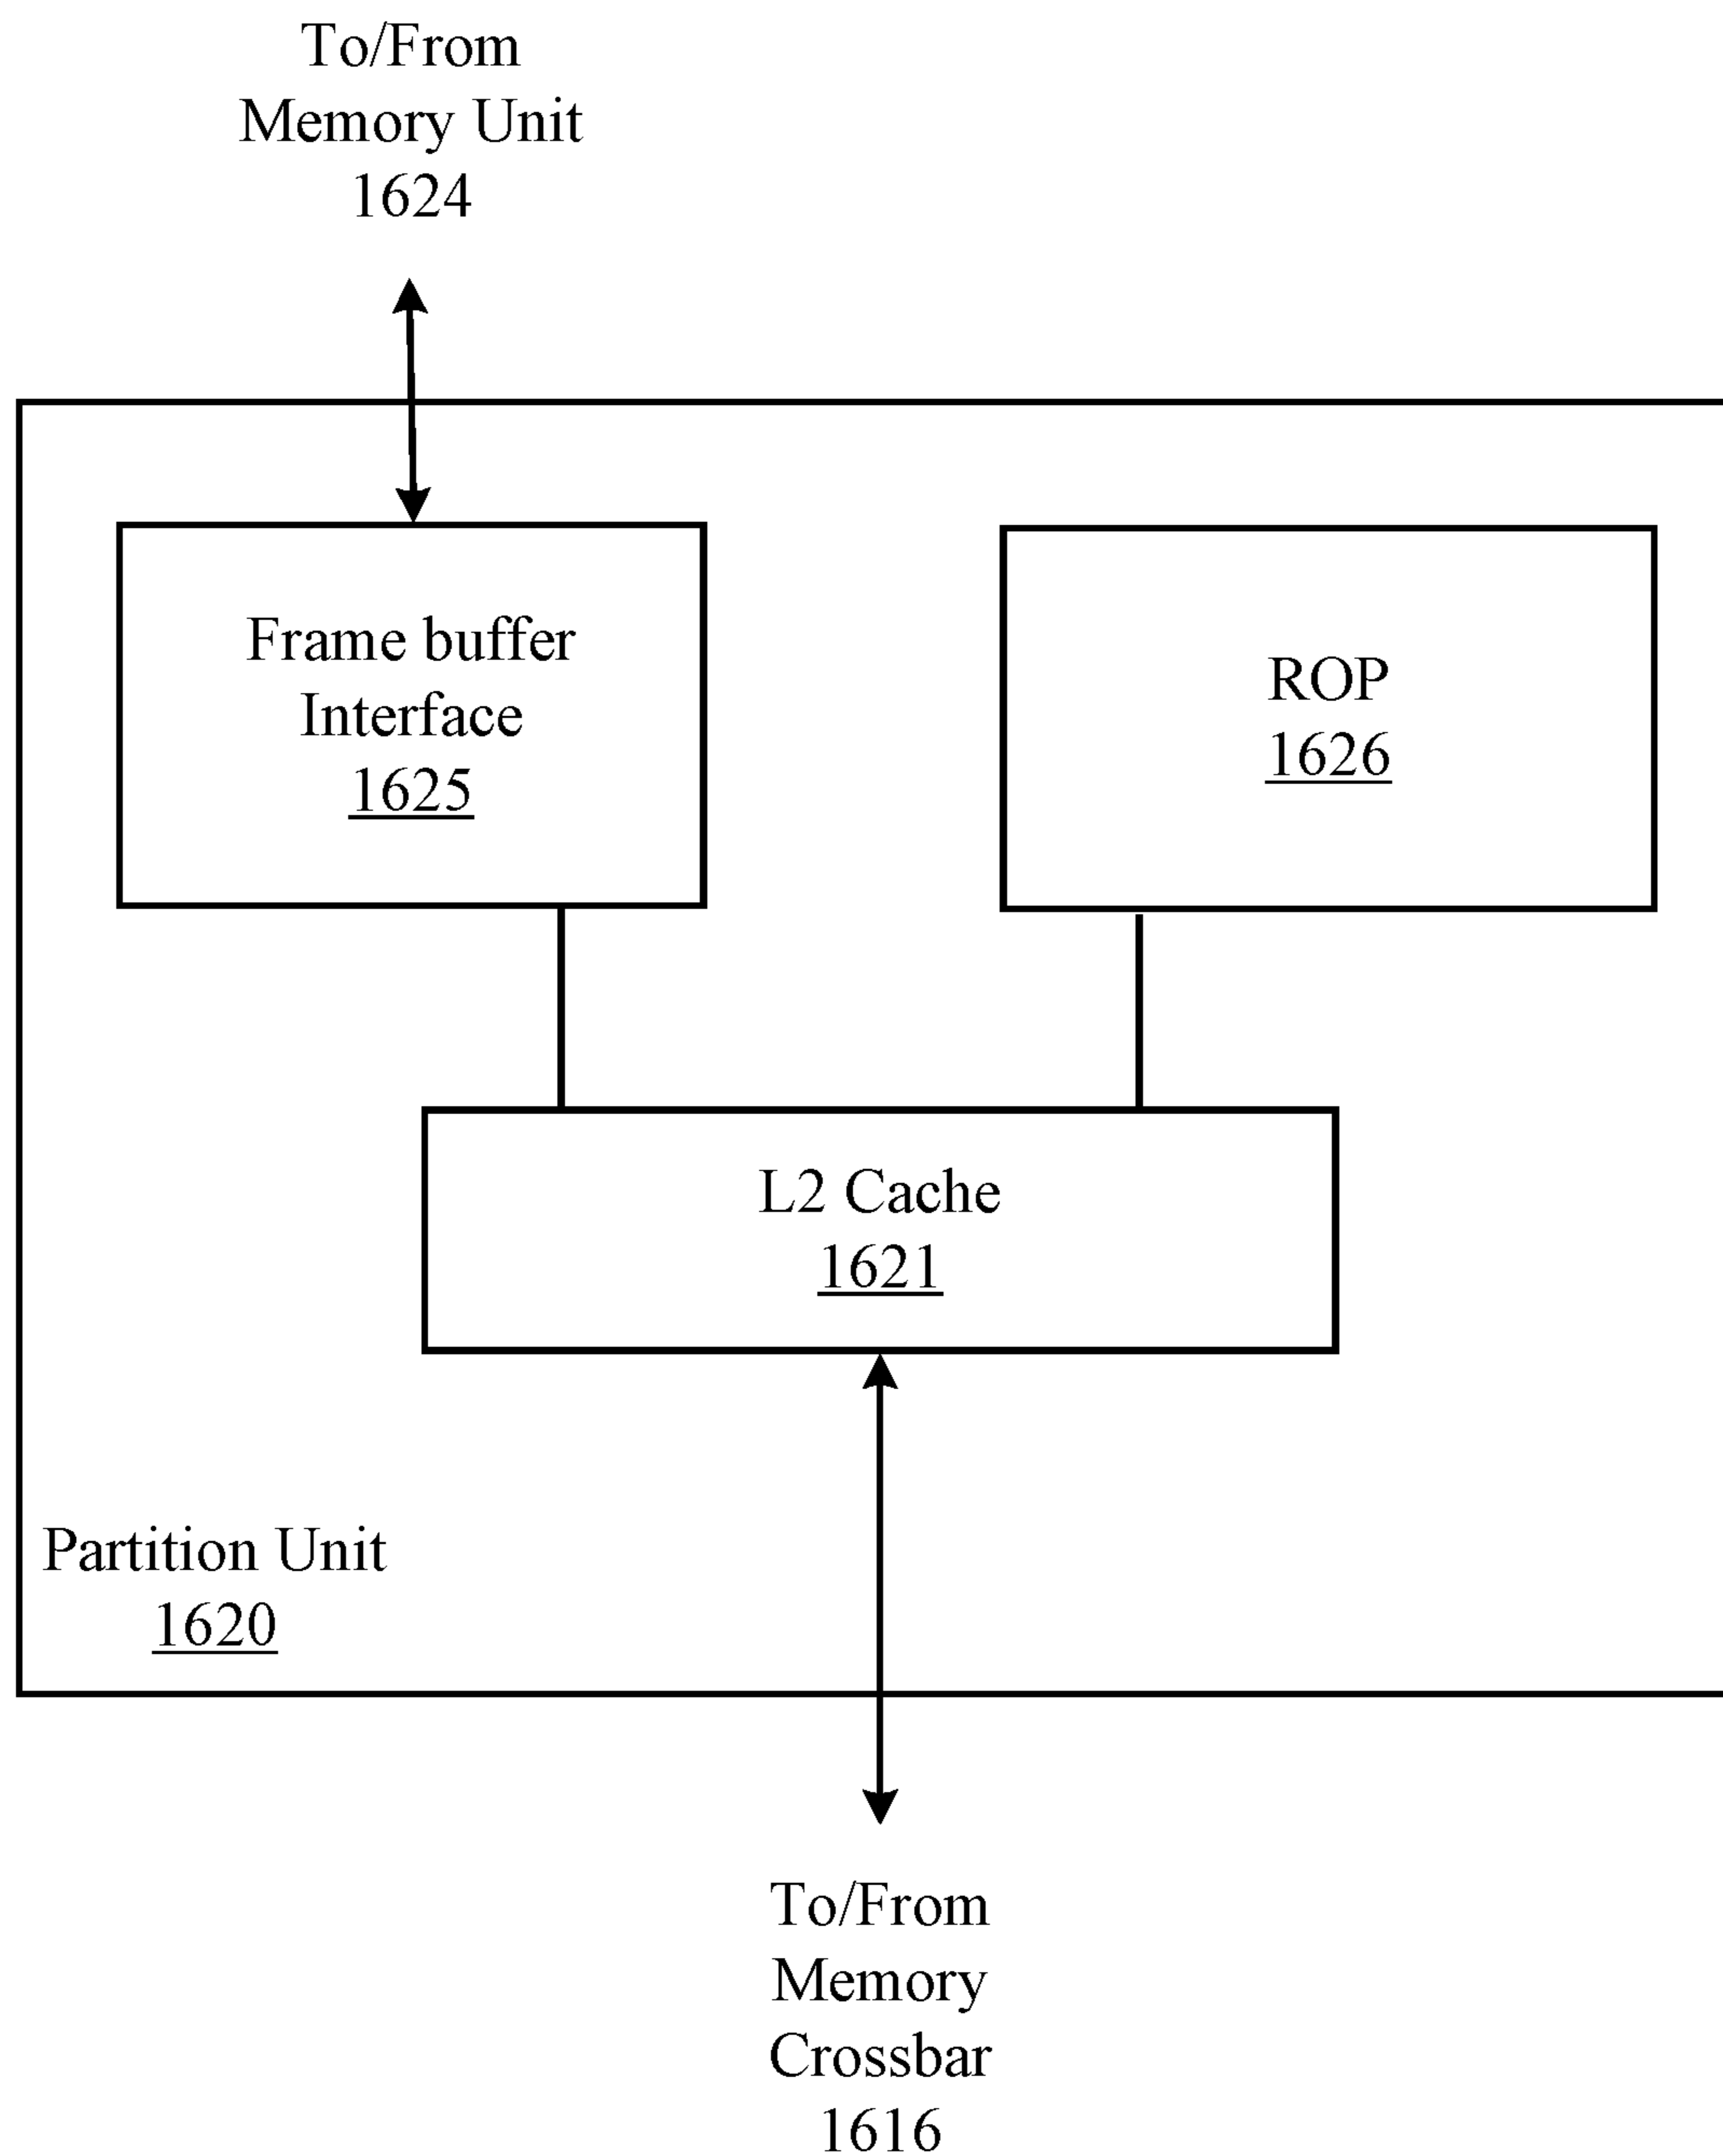 To/From
Memory Unit
1624
Frame buffer
Interface
1625
ROP
1626
L2 Cache
1621
Partition Unit
1620
To/From
Memory
Crossbar
1616